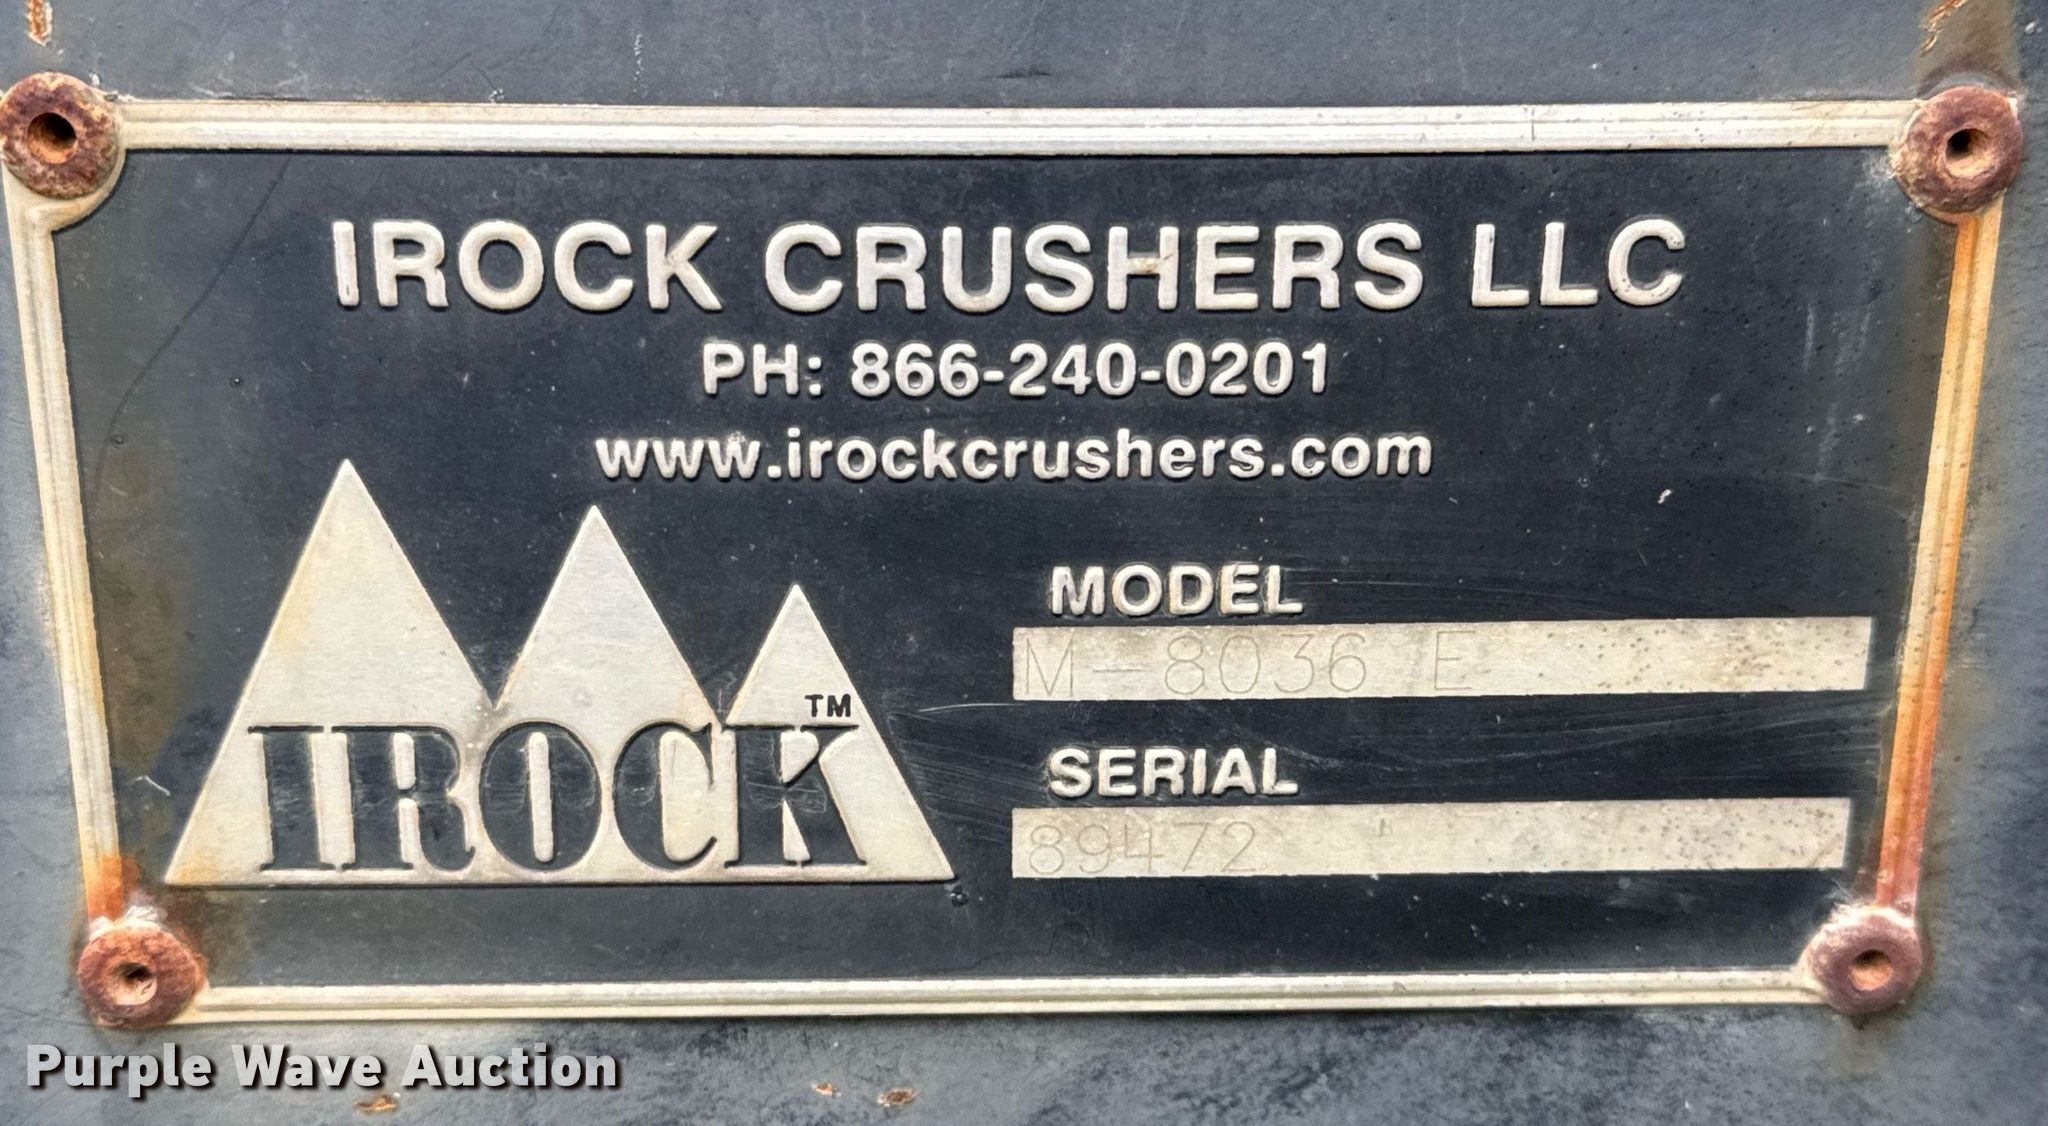 IROCK CRUSHERS LLC
PH: 866-240-0201
www.irockcrushers.com
MODEL
M-8036 E
SERIAL
89472
IROCK™
Purple Wave Auction